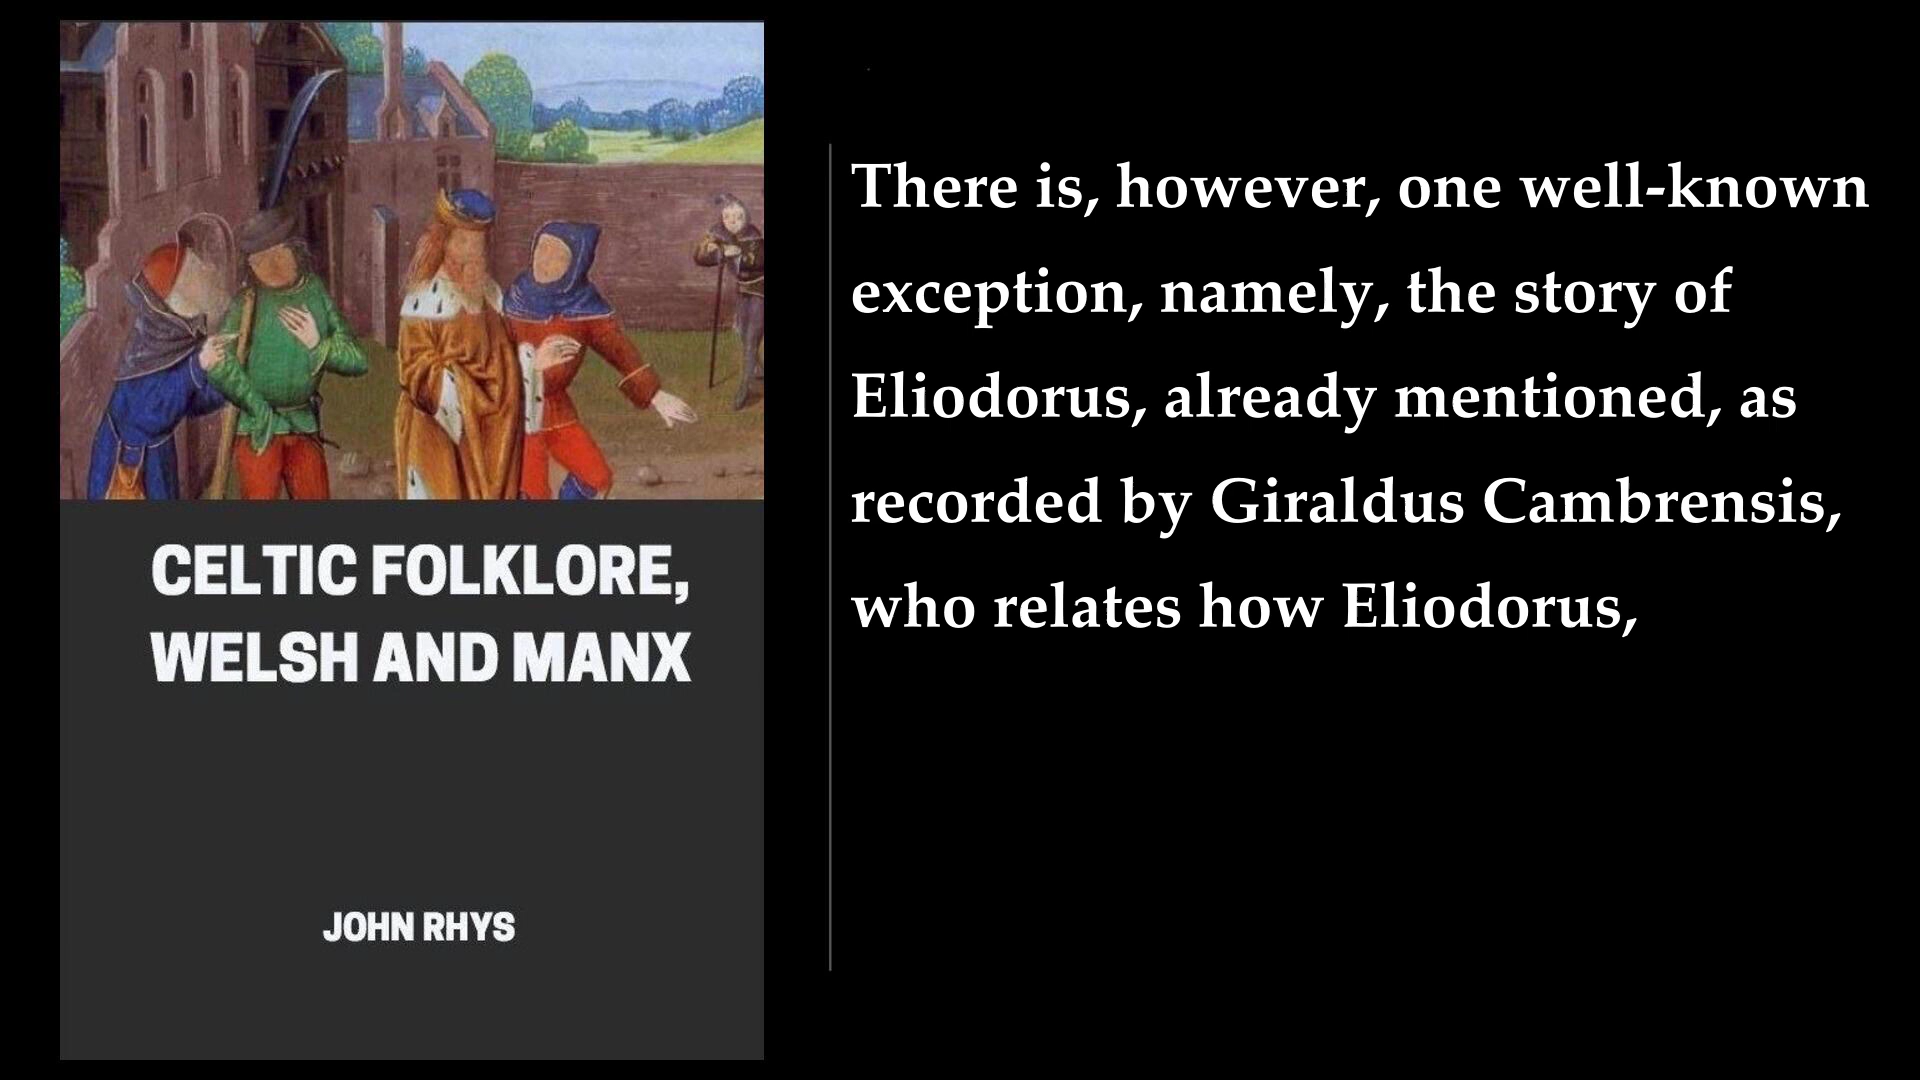 CELTIC FOLKLORE,
WELSH AND MANX
JOHN RHYS
There is, however, one well-known
exception, namely, the story of
Eliodorus, already mentioned, as
recorded by Giraldus Cambrensis,
who relates how Eliodorus,